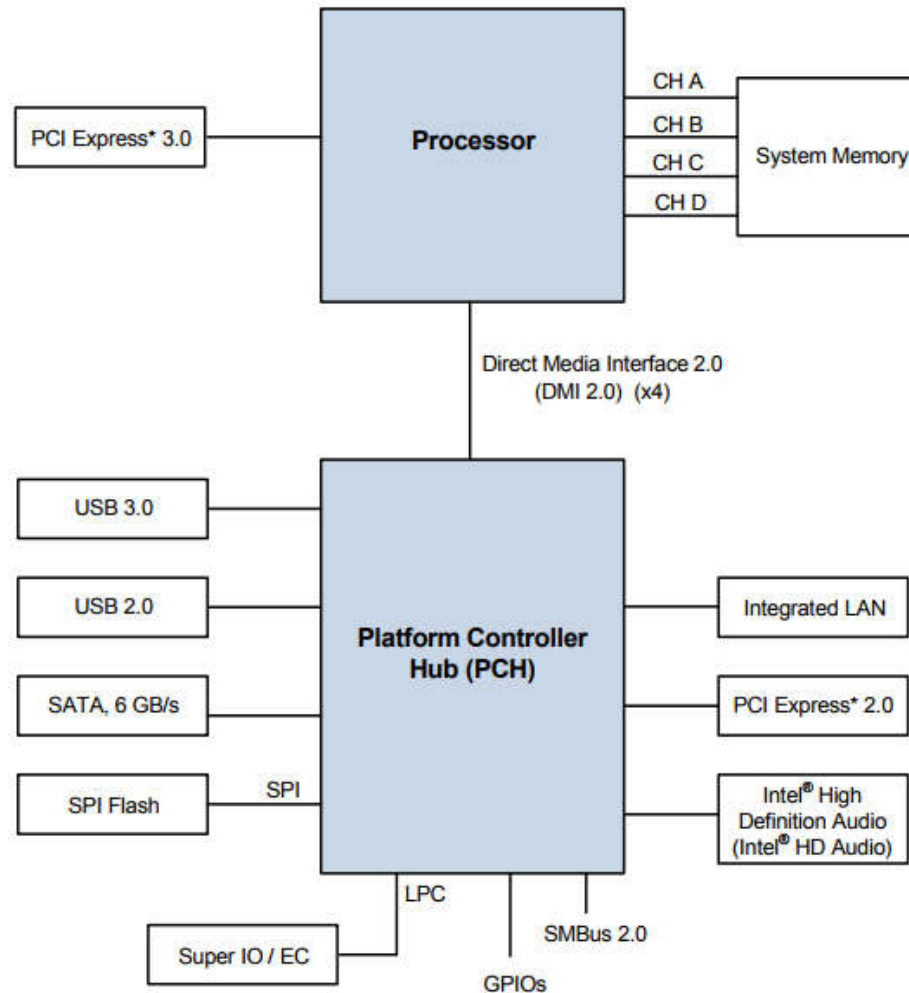 PCI Express* 3.0
Processor
CH A
CH B
CH C
CH D
System Memory
Direct Media Interface 2.0
(DMI 2.0) (x4)
USB 3.0
USB 2.0
SATA, 6 GB/s
SPI Flash
SPI
Platform Controller
Hub (PCH)
Integrated LAN
PCI Express* 2.0
Intel® High
Definition Audio
(Intel® HD Audio)
LPC
Super IO / EC
GPIOs
SMBus 2.0